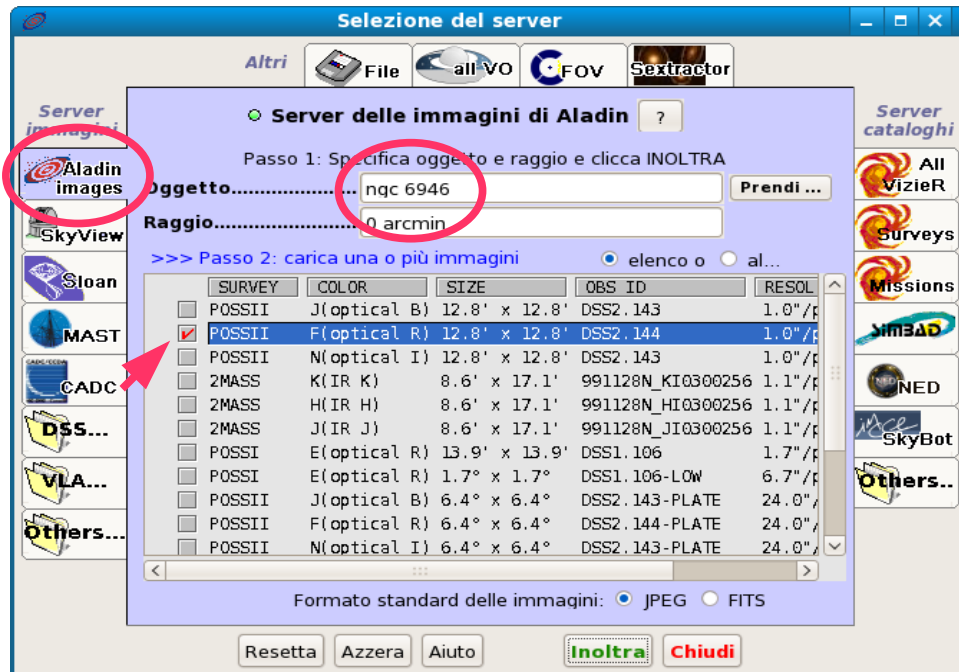 Selezione del server
Altri
File
all VO
FOV
Sextractor
Server
immagini
Server
cataloghi
Server delle immagini di Aladin
?
Passo 1: Specifica oggetto e raggio e clicca INOLTRA
Oggetto..................... ngc 6946 Prendi ...
Raggio........................ 0 arcmin
>>> Passo 2: carica una o più immagini elenco o al...
SURVEY COLOR SIZE OBS ID RESOL
POSSII J(optical B) 12.8' x 12.8' DSS2.143 1.0"/p
POSSII F(optical R) 12.8' x 12.8' DSS2.144 1.0"/p
POSSII N(optical I) 12.8' x 12.8' DSS2.143 1.0"/p
2MASS K(IR K) 8.6' x 17.1' 991128N_KI0300256 1.1"/p
2MASS H(IR H) 8.6' x 17.1' 991128N_HI0300256 1.1"/p
2MASS J(IR J) 8.6' x 17.1' 991128N_JI0300256 1.1"/p
POSSI E(optical R) 13.9' x 13.9' DSS1.106 1.7"/p
POSSI E(optical R) 1.7° x 1.7° DSS1.106-LOW 6.7"/p
POSSII J(optical B) 6.4° x 6.4° DSS2.143-PLATE 24.0"/
POSSII F(optical R) 6.4° x 6.4° DSS2.144-PLATE 24.0"/
POSSII N(optical I) 6.4° x 6.4° DSS2.143-PLATE 24.0"/
Formato standard delle immagini: JPEG FITS
Aladin
images
SkyView
Sloan
MAST
CADC
DSS...
VLA...
Others...
All
VizieR
Surveys
Missions
SIMBAD
NED
SkyBot
Others..
Resetta Azzera Aiuto Inoltra Chiudi